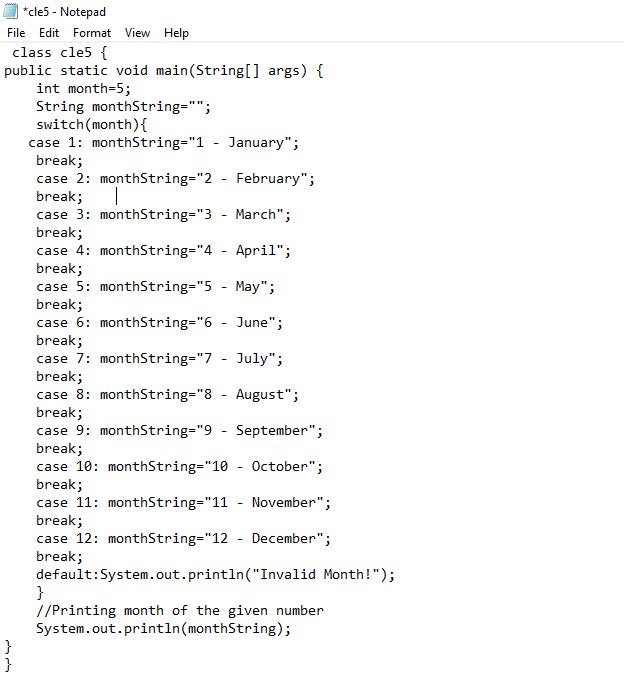 *cle5 - Notepad
File Edit Format View Help
class cle5 {
public static void main(String[] args) {
int month=5;
String monthString="";
switch(month){
case 1: monthString="1 - January";
break;
case 2: monthString="2 - February";
break;
case 3: monthString="3 - March";
break;
case 4: monthString="4 - April";
break;
case 5: monthString="5 - May";
break;
case 6: monthString="6 - June";
break;
case 7: monthString="7 - July";
break;
case 8: monthString="8 - August";
break;
case 9: monthString="9 - September";
break;
case 10: monthString="10 - October";
break;
case 11: monthString="11 - November";
break;
case 12: monthString="12 - December";
break;
default:System.out.println("Invalid Month!");
}
//Printing month of the given number
System.out.println(monthString);
}
}